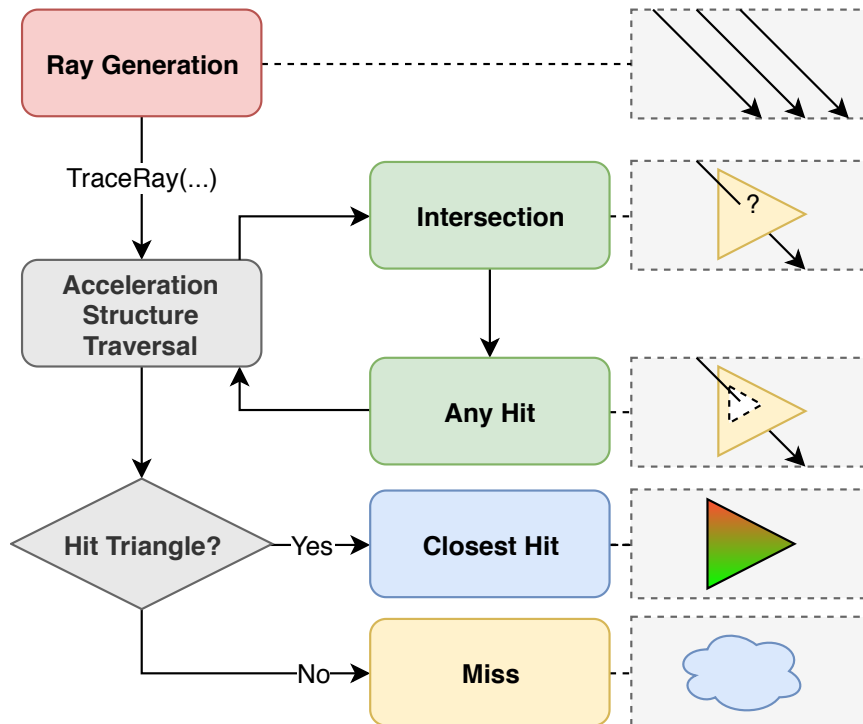 Ray Generation
TraceRay(...)
Intersection
?
Acceleration
Structure
Traversal
Any Hit
Hit Triangle?
Yes
Closest Hit
No
Miss